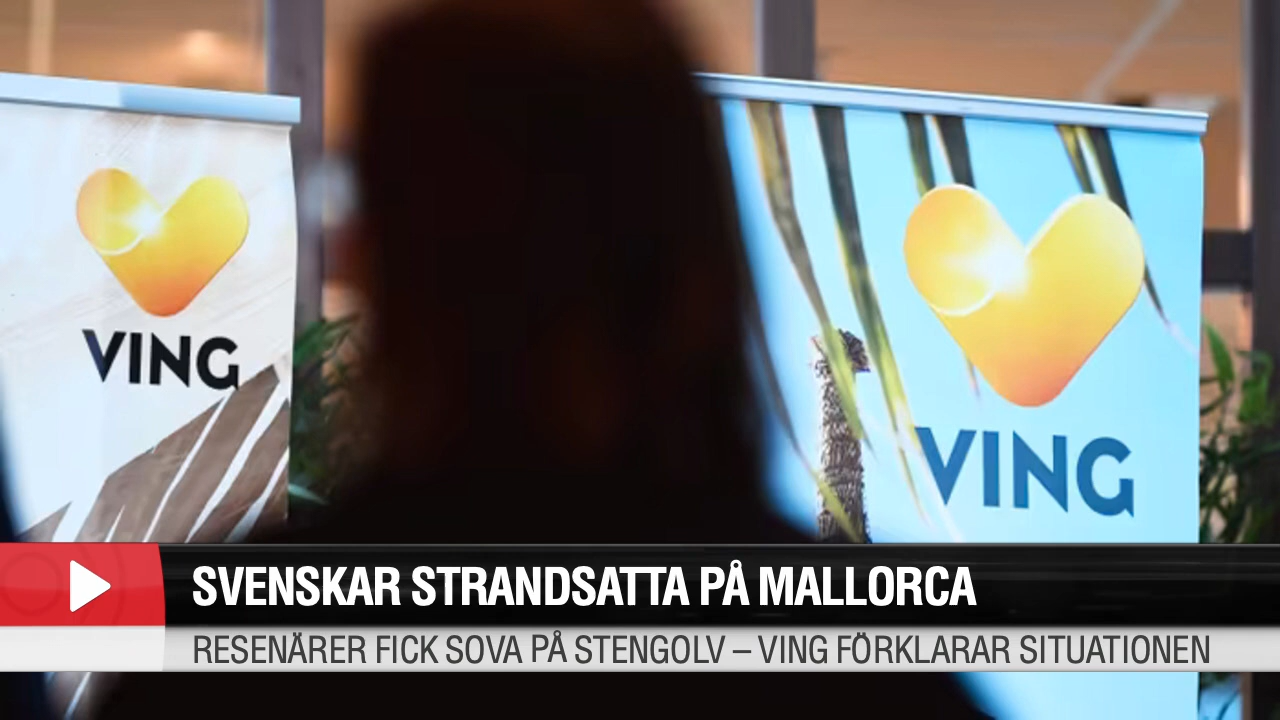 VING
VING
SVENSKAR STRANDSATTA PÅ MALLORCA
RESENÄRER FICK SOVA PÅ STENGOLV – VING FÖRKLARAR SITUATIONEN